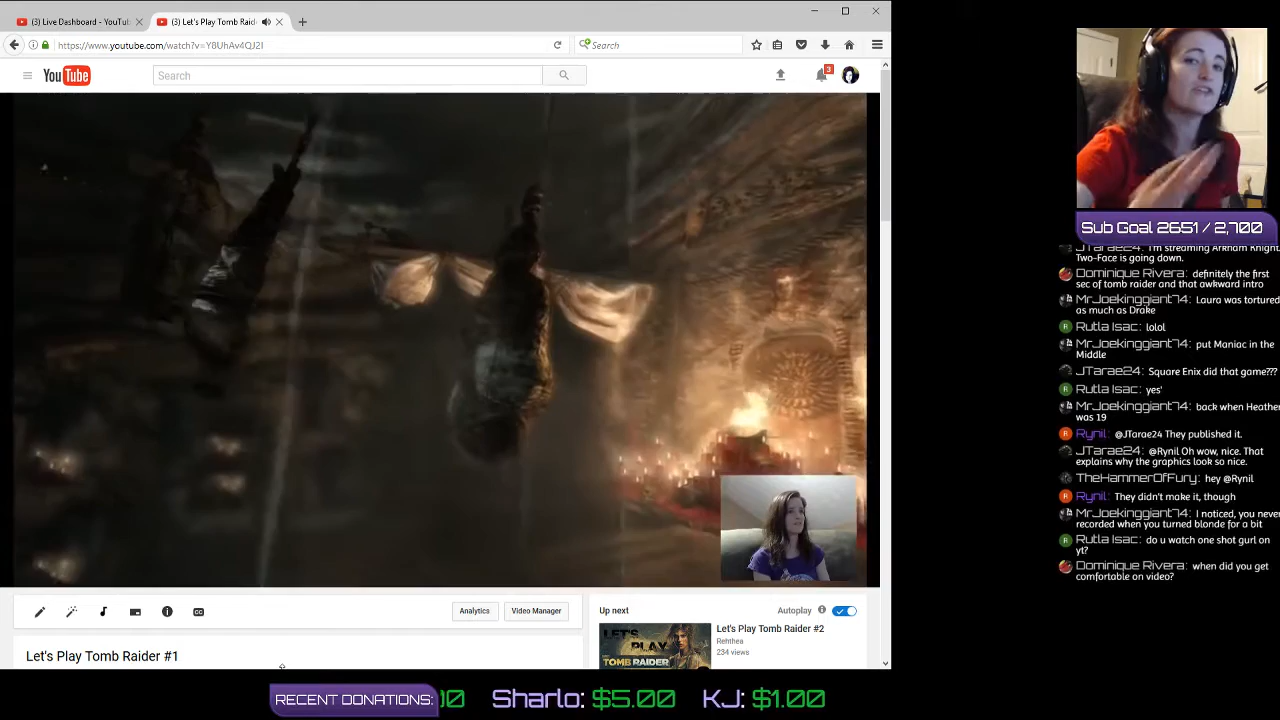 (3) Live Dashboard - YouTub
(3) Let's Play Tomb Raid
https://www.youtube.com/watch?v=Y8UhAv4QJ2I
Search
YouTube
Search
3
Sub Goal 2651 / 2,700
JTarae24: I'm streaming Arkham Knight.
Two-Face is going down.
Dominique Rivera: definitely the first
sec of tomb raider and that awkward intro
MrJoekinggiant74: Laura was tortured
as much as Drake
Rutla Isac: lolol
MrJoekinggiant74: put Maniac in the
Middle
JTarae24: Square Enix did that game???
Rutla Isac: yes'
MrJoekinggiant74: back when Heather
was 19
Rynil: @JTarae24 They published it.
JTarae24: @Rynil Oh wow, nice. That
explains why the graphics look so nice.
TheHammerOfFury: hey @Rynil
Rynil: They didn't make it, though
MrJoekinggiant74: I noticed, you never
recorded when you turned blonde for a bit
Rutla Isac: do u watch one shot gurl on
yt?
Dominique Rivera: when did you get
comfortable on video?
Analytics
Video Manager
Up next
Autoplay
Let's Play Tomb Raider #1
LET'S
PLAY
TOMB RAIDER
Let's Play Tomb Raider #2
Rehthea
234 views
RECENT DONATIONS:
00 Sharlo: $5.00 KJ: $1.00